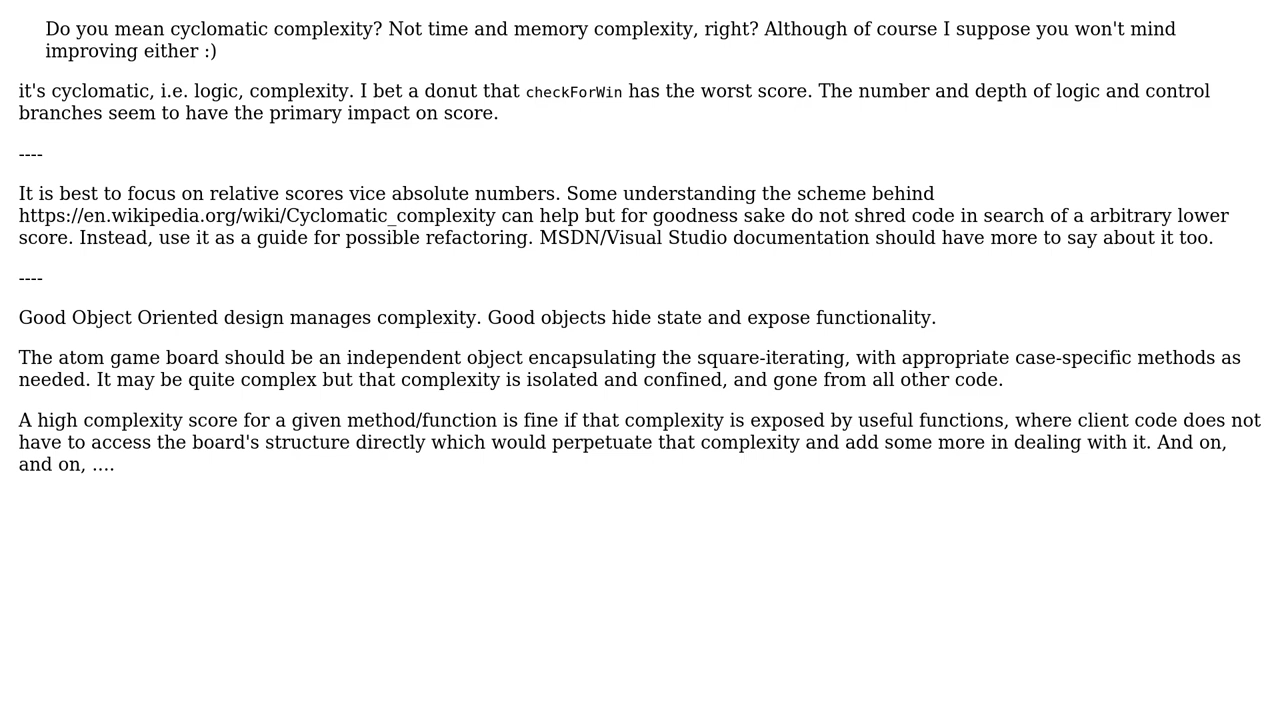 Do you mean cyclomatic complexity? Not time and memory complexity, right? Although of course I suppose you won't mind
improving either :)
it's cyclomatic, i.e. logic, complexity. I bet a donut that checkForWin has the worst score. The number and depth of logic and control
branches seem to have the primary impact on score.
----
It is best to focus on relative scores vice absolute numbers. Some understanding the scheme behind
https://en.wikipedia.org/wiki/Cyclomatic_complexity can help but for goodness sake do not shred code in search of a arbitrary lower
score. Instead, use it as a guide for possible refactoring. MSDN/Visual Studio documentation should have more to say about it too.
----
Good Object Oriented design manages complexity. Good objects hide state and expose functionality.
The atom game board should be an independent object encapsulating the square-iterating, with appropriate case-specific methods as
needed. It may be quite complex but that complexity is isolated and confined, and gone from all other code.
A high complexity score for a given method/function is fine if that complexity is exposed by useful functions, where client code does not
have to access the board's structure directly which would perpetuate that complexity and add some more in dealing with it. And on,
and on, ....